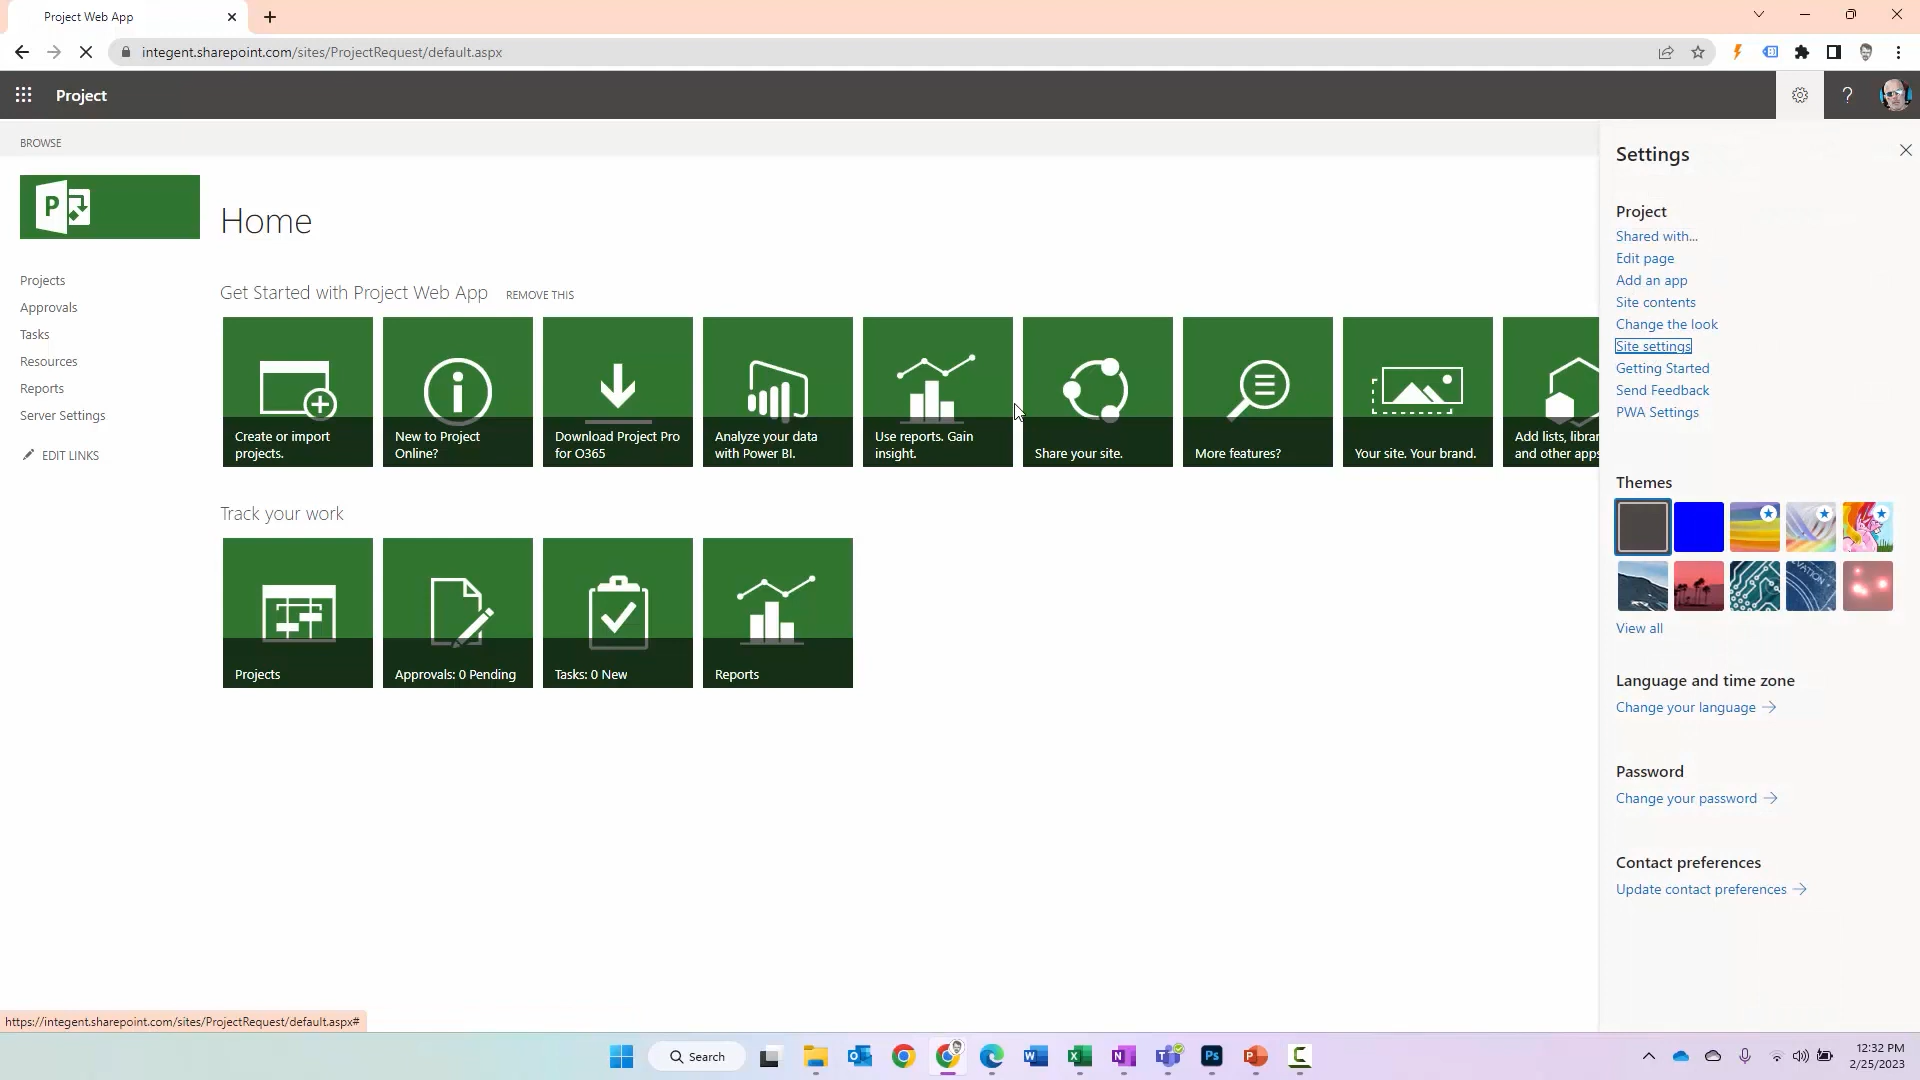 Project Web App
integent.sharepoint.com/sites/ProjectRequest/default.aspx
Project
?
BROWSE
P
Home
Projects
Approvals
Tasks
Resources
Reports
Server Settings
EDIT LINKS
Get Started with Project Web App REMOVE THIS
Create or import
projects.
New to Project
Online?
Download Project Pro
for O365
Analyze your data
with Power BI.
Use reports. Gain
insight.
Share your site.
More features?
Your site. Your brand.
Add lists, librar
and other apps
Track your work
Projects
Approvals: 0 Pending
Tasks: 0 New
Reports
Settings
Project
Shared with...
Edit page
Add an app
Site contents
Change the look
Site settings
Getting Started
Send Feedback
PWA Settings
Themes
View all
Language and time zone
Change your language
Password
Change your password
Contact preferences
Update contact preferences
https://integent.sharepoint.com/sites/ProjectRequest/default.aspx#
Search
12:32 PM
2/25/2023